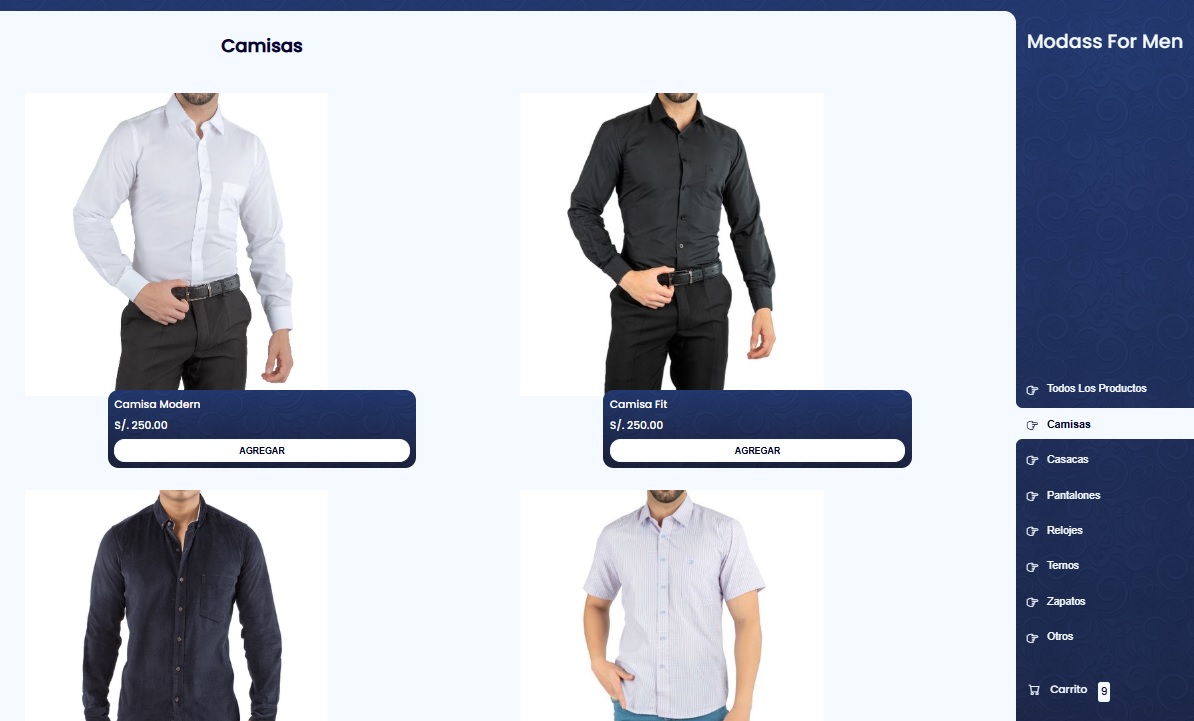 Camisas
Camisa Modern
S/. 250.00
AGREGAR
Camisa Fit
S/. 250.00
AGREGAR
Modass For Men
Todos Los Productos
Camisas
Casacas
Pantalones
Relojes
Ternos
Zapatos
Otros
Carrito 9